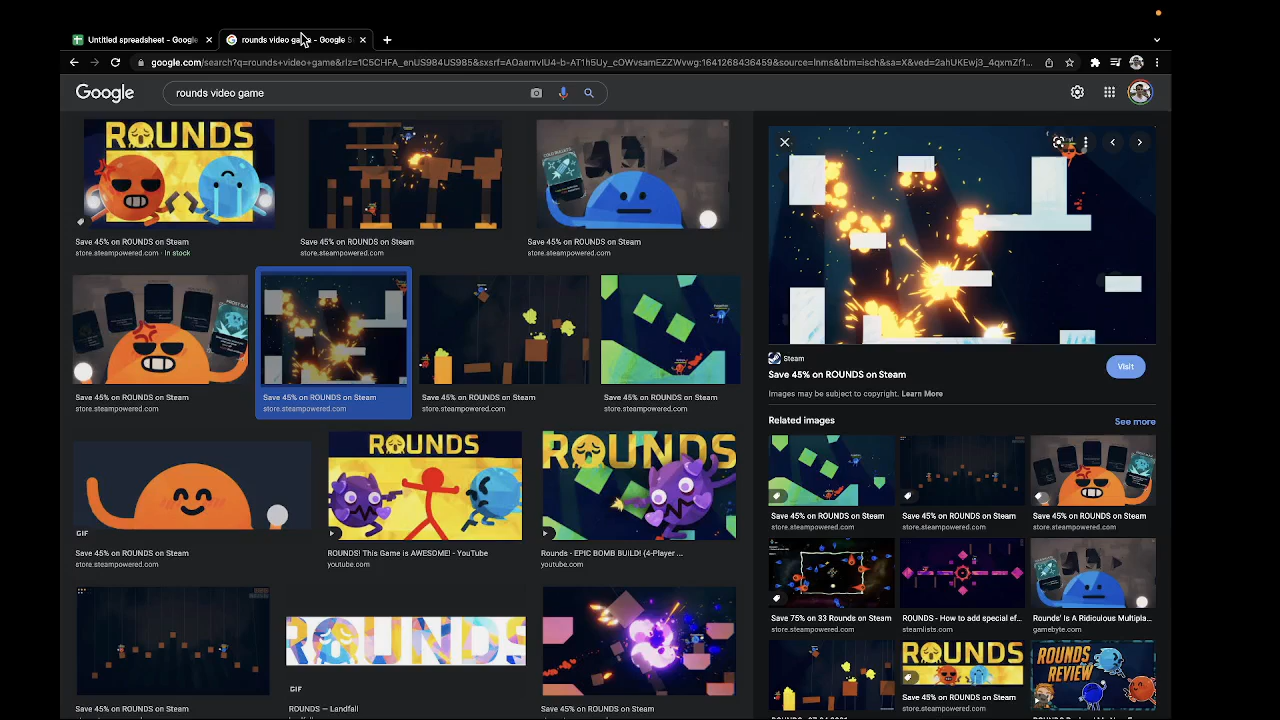 Untitled spreadsheet - Google
rounds video game - Google S
google.com/search?q=rounds+video+game&rlz=1C5CHFA_enUS984US985&sxsrf=AOaemvIU4-b-AT1h5Uy_cOWvsamEZZWvwg:1641268436459&source=lnms&tbm=isch&sa=X&ved=2ahUKEwj3_4qxmZf1...
Google
rounds video game
ROUNDS
Save 45% on ROUNDS on Steam
store.steampowered.com · In stock
Save 45% on ROUNDS on Steam
store.steampowered.com
COLD BULLETS
Save 45% on ROUNDS on Steam
store.steampowered.com
Save 45% on ROUNDS on Steam
store.steampowered.com
Save 45% on ROUNDS on Steam
store.steampowered.com
Save 45% on ROUNDS on Steam
store.steampowered.com
Save 45% on ROUNDS on Steam
store.steampowered.com
GIF
Save 45% on ROUNDS on Steam
store.steampowered.com
ROUNDS
ROUNDS! This Game is AWESOME! - YouTube
youtube.com
ROUNDS
Rounds - EPIC BOMB BUILD! (4-Player ...
youtube.com
Save 45% on ROUNDS on Steam
ROUNDS
GIF
ROUNDS — Landfall
Save 45% on ROUNDS on Steam
Steam
Save 45% on ROUNDS on Steam
Visit
Images may be subject to copyright. Learn More
Related images
See more
Save 45% on ROUNDS on Steam
store.steampowered.com
Save 45% on ROUNDS on Steam
store.steampowered.com
Save 45% on ROUNDS on Steam
store.steampowered.com
Save 75% on 33 Rounds on Steam
store.steampowered.com
ROUNDS - How to add special ef...
steamlists.com
Rounds' Is A Ridiculous Multipla...
gamebyte.com
ROUNDS
Save 45% on ROUNDS on Steam
store.steampowered.com
ROUNDS
REVIEW